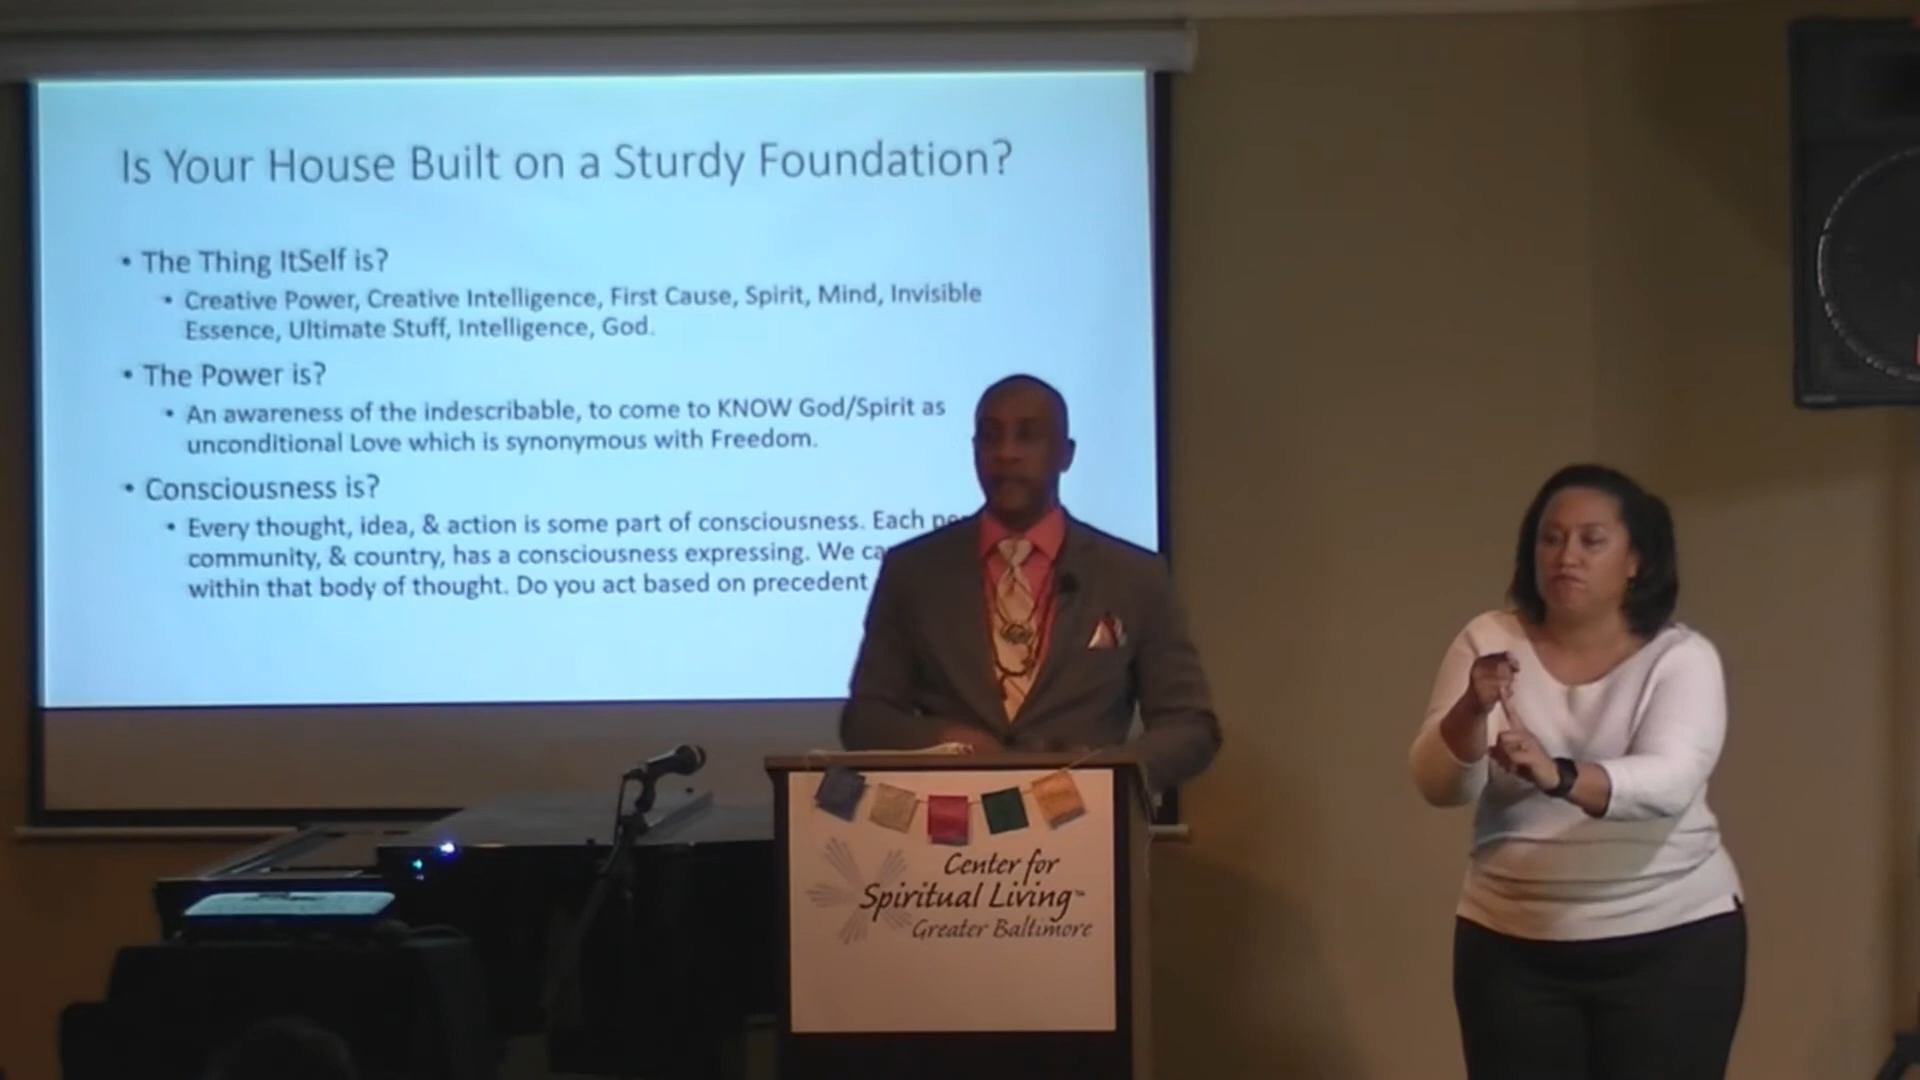 Is Your House Built on a Sturdy Foundation?
• The Thing ItSelf is?
• Creative Power, Creative Intelligence, First Cause, Spirit, Mind, Invisible
Essence, Ultimate Stuff, Intelligence, God.
• The Power is?
• An awareness of the indescribable, to come to KNOW God/Spirit as
unconditional Love which is synonymous with Freedom.
• Consciousness is?
• Every thought, idea, & action is some part of consciousness. Each
community, & country, has a consciousness expressing. We
within that body of thought. Do you act based on precedent
Center for
Spiritual Living™
Greater Baltimore